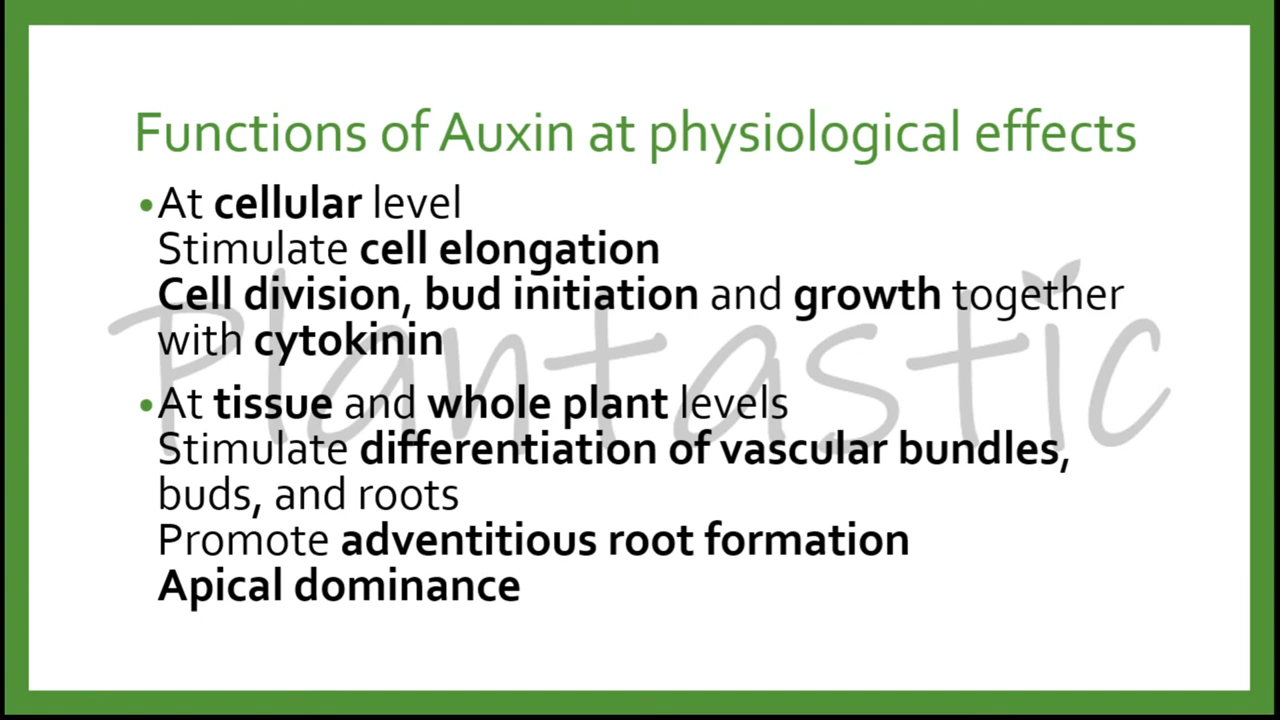 Functions of Auxin at physiological effects
•At cellular level
Stimulate cell elongation
Cell division, bud initiation and growth together
with cytokinin
•At tissue and whole plant levels
Stimulate differentiation of vascular bundles,
buds, and roots
Promote adventitious root formation
Apical dominance
Plantastic